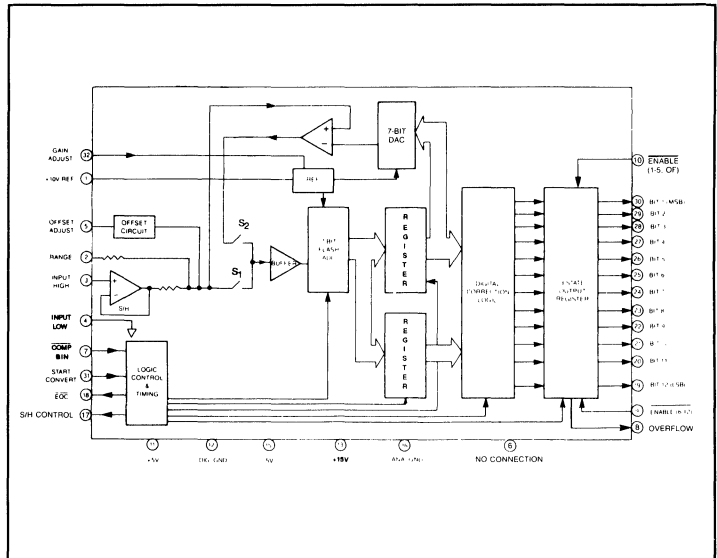 7-BIT
DAC
GAIN
ADJUST
32
+10V REF
1
REF
10
ENABLE
(1-5, OF)
OFFSET
ADJUST
5
OFFSET
CIRCUIT
RANGE
2
INPUT
HIGH
3
S/H
S2
S1
BUFFER
FLASH
REGISTER
REGISTER
DIGITAL
CORRECTION
LOGIC
OUTPUT
REGISTER
30 BIT 1 (MSB)
29 BIT 2
28 BIT 3
27 BIT 4
26 BIT 5
25 BIT 6
24 BIT 7
23 BIT 8
22 BIT 9
21 BIT
20 BIT 11
19 BIT 12 (LSB)
INPUT
LOW
4
COMP
BIN
7
START
CONVERT
31
EOC
18
S/H CONTROL
17
LOGIC
CONTROL
&
TIMING
ENABLE (6-12)
8 OVERFLOW
+5V
DIG GND
5V
+15V
ANA GND
6
NO CONNECTION